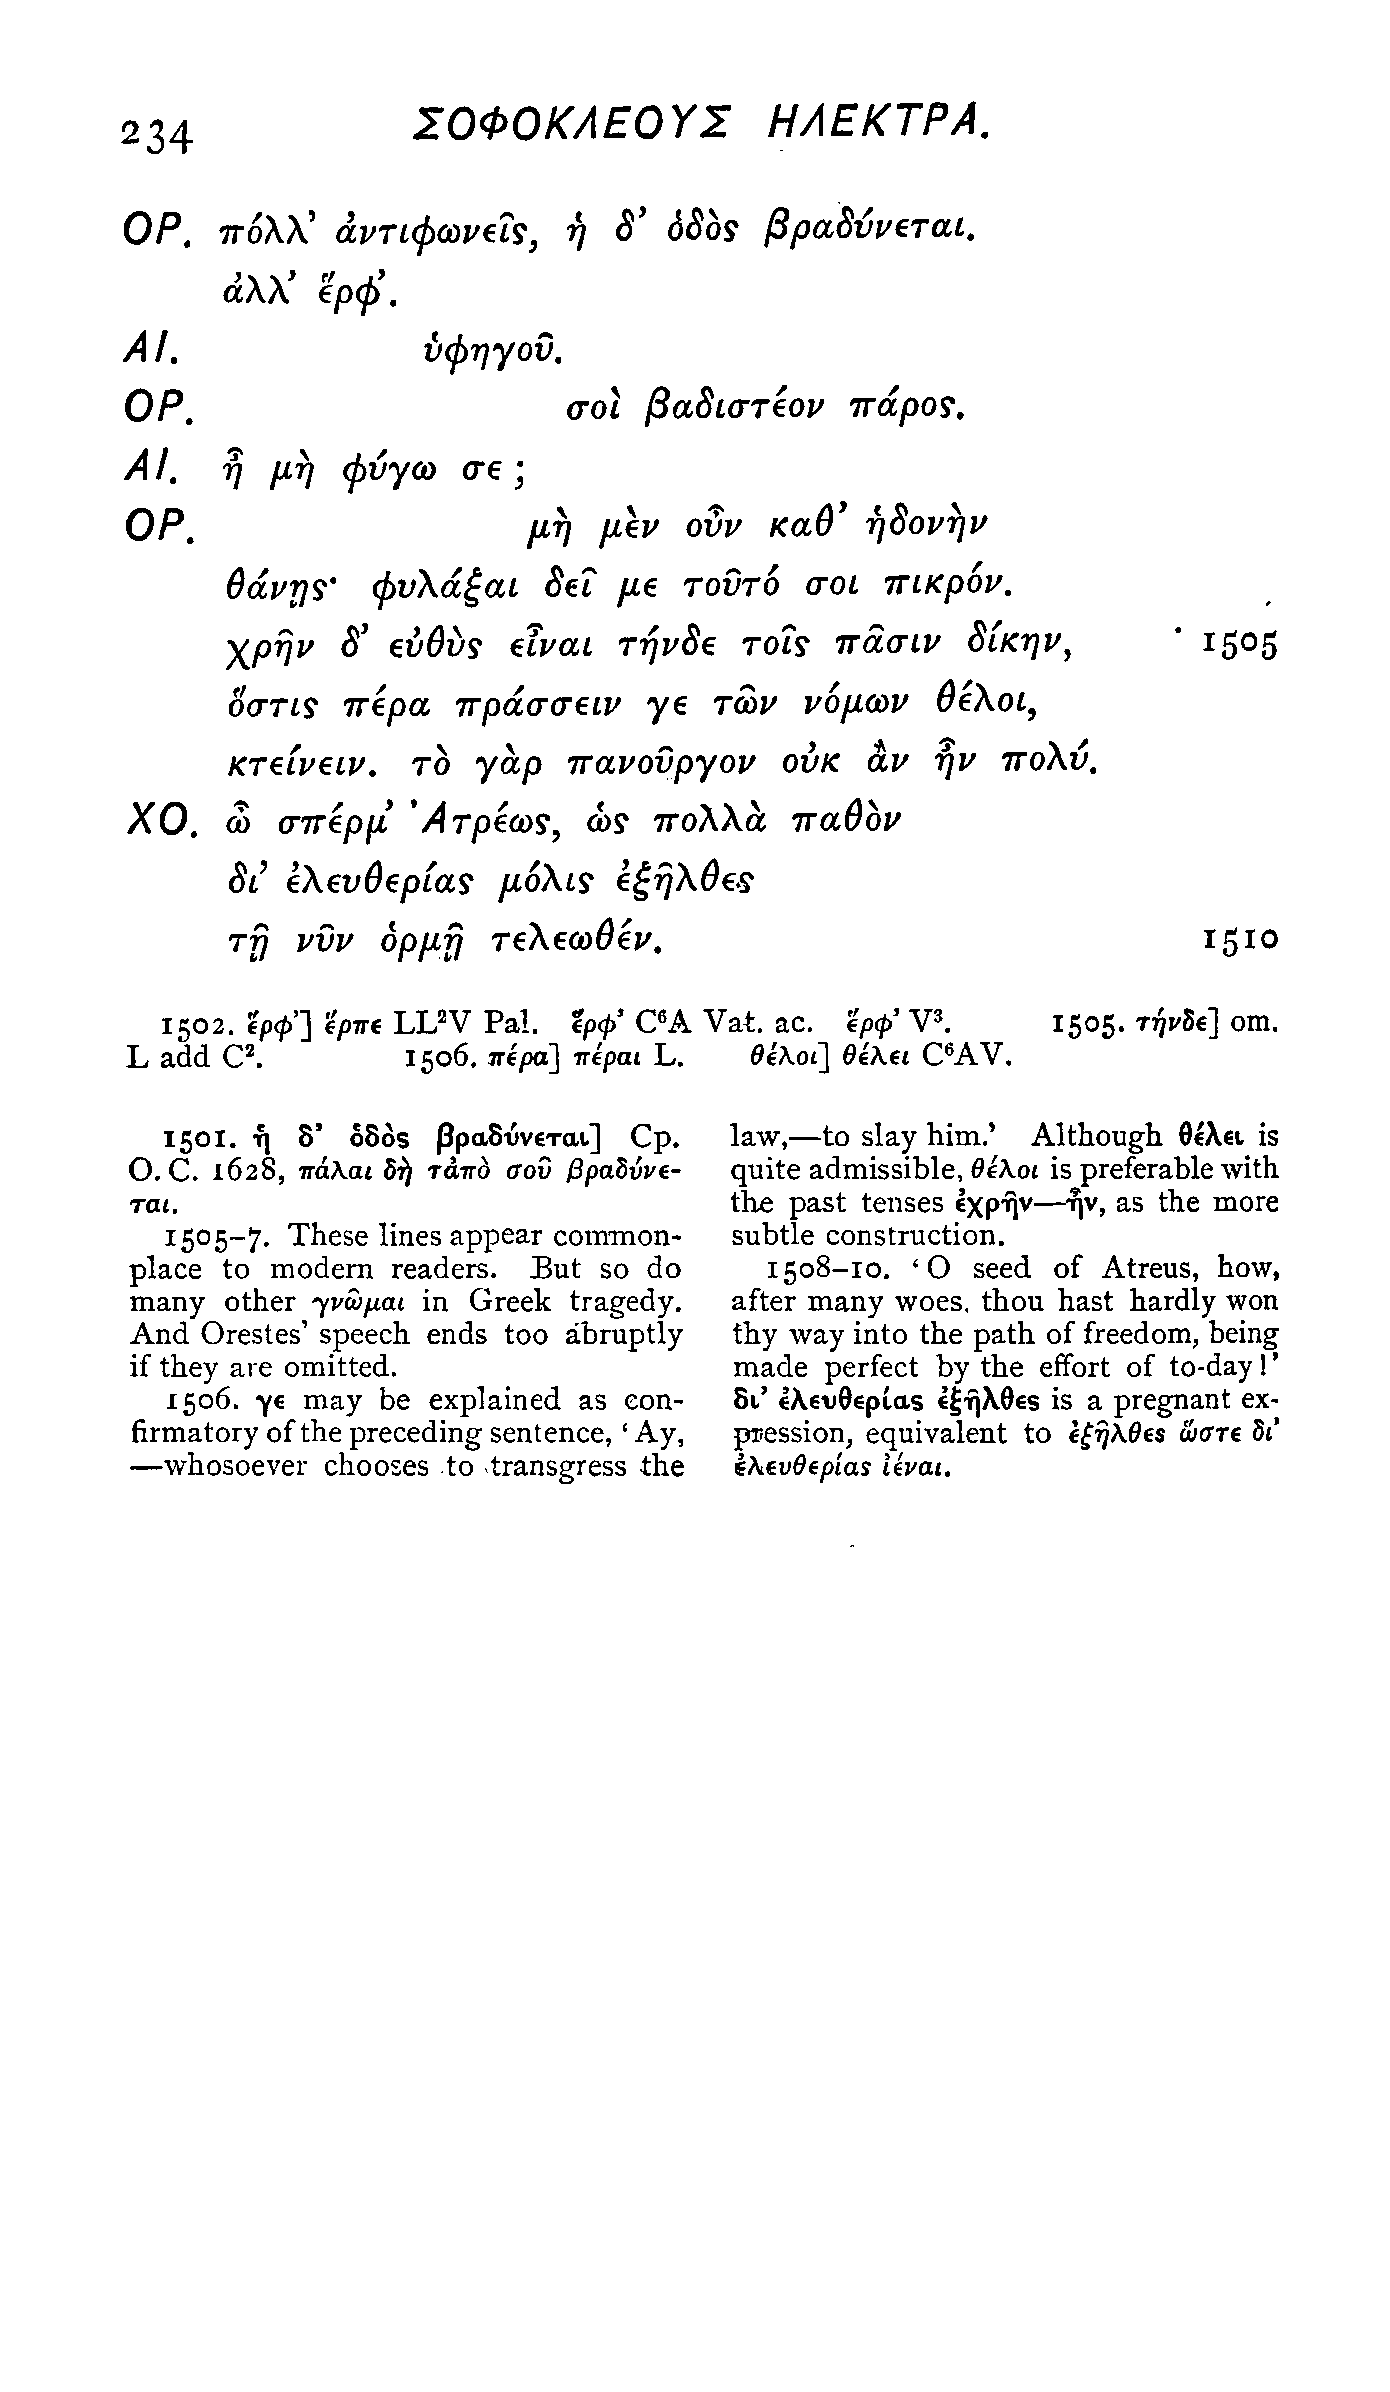 234 ΣΟΦΟΚΛΕΟΥΣ ΗΛΕΚΤΡΑ.
ΟΡ. πόλλ’ ἀντιφωνεῖς, ἡ δ’ ὁδὸς βραδύνεται.
ἀλλ’ ἕρφ’.
ΑΙ. ὑφηγοῦ.
ΟΡ. σοὶ βαδιστέον πάρος.
ΑΙ. ἦ μὴ φύγω σε ;
ΟΡ. μὴ μὲν οὖν καθ’ ἡδονὴν
θάνῃς· φυλάξαι δεῖ με τοῦτό σοι πικρόν.
χρῆν δ’ εὐθὺς εἶναι τήνδε τοῖς πᾶσιν δίκην, 1505
ὅστις πέρα πράσσειν γε τῶν νόμων θέλοι,
κτείνειν. τὸ γὰρ πανοῦργον οὐκ ἂν ἦν πολύ.
ΧΟ. ὦ σπέρμ’ Ἀτρέως, ὡς πολλὰ παθὸν
δι’ ἐλευθερίας μόλις ἐξῆλθες
τῇ νῦν ὁρμῇ τελεωθέν. 1510
1502. ἕρφ’] ἕρπε LL²V Pal. ἕρφ’ C⁶A Vat. ac. ἔρφ’ V³. 1505. τήνδε] om.
L add C². 1506. πέρα] πέραι L. θέλοι] θέλει C⁶AV.
1501. ἡ δ’ ὁδὸς βραδύνεται] Cp.
O. C. 1628, πάλαι δὴ τἀπὸ σοῦ βραδύνε-
ται.
1505–7. These lines appear common-
place to modern readers. But so do
many other γνῶμαι in Greek tragedy.
And Orestes’ speech ends too abruptly
if they are omitted.
1506. γε may be explained as con-
firmatory of the preceding sentence, ‘Ay,
—whosoever chooses to transgress the
law,—to slay him.’ Although θέλει is
quite admissible, θέλοι is preferable with
the past tenses ἐχρῆν—ἦν, as the more
subtle construction.
1508–10. ‘O seed of Atreus, how,
after many woes, thou hast hardly won
thy way into the path of freedom, being
made perfect by the effort of to-day!’
δι’ ἐλευθερίας ἐξῆλθες is a pregnant ex-
pression, equivalent to ἐξῆλθες ὥστε δι’
ἐλευθερίας ἰέναι.